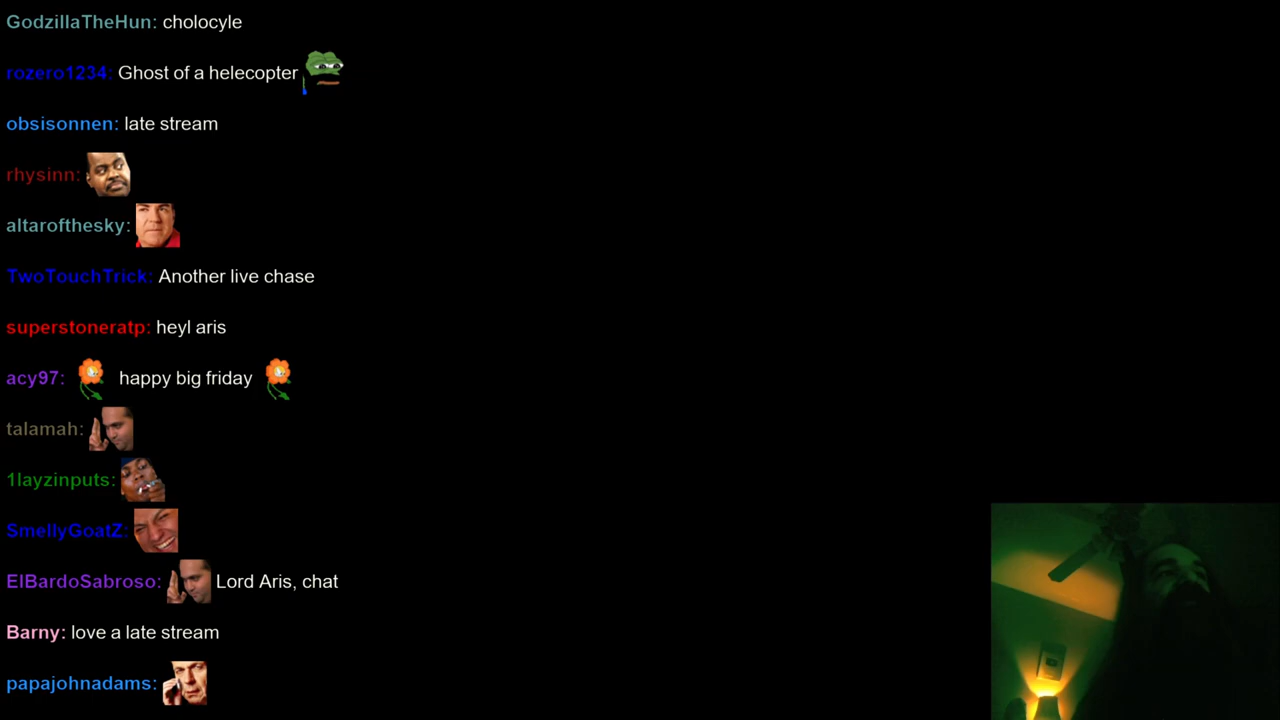 GodzillaTheHun: cholocyle
rozero1234: Ghost of a helecopter
obsisonnen: late stream
rhysinn:
altarofthesky:
TwoTouchTrick: Another live chase
superstoneratp: heyl aris
acy97: happy big friday
talamah:
1layzinputs:
SmellyGoatZ:
ElBardoSabroso: Lord Aris, chat
Barny: love a late stream
papajohnadams: